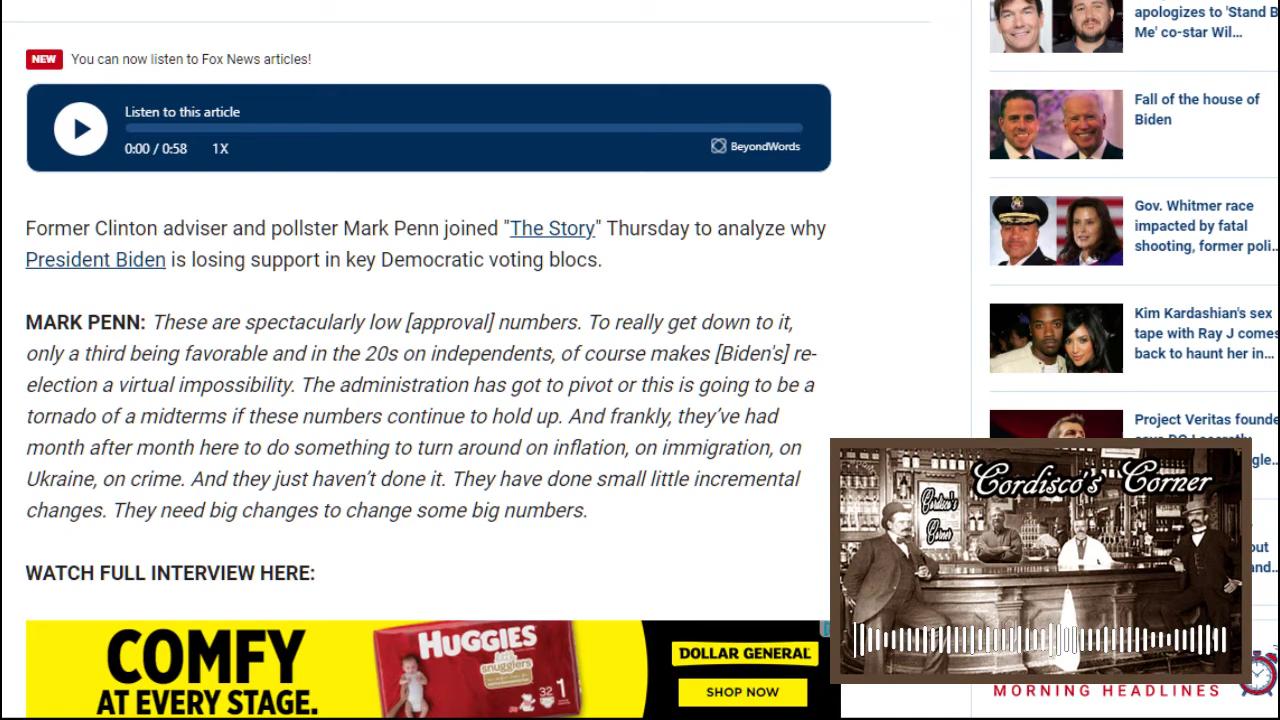 NEW You can now listen to Fox News articles!
Listen to this article
0:00 / 0:58 1X BeyondWords
Former Clinton adviser and pollster Mark Penn joined "The Story" Thursday to analyze why
President Biden is losing support in key Democratic voting blocs.
MARK PENN: These are spectacularly low [approval] numbers. To really get down to it,
only a third being favorable and in the 20s on independents, of course makes [Biden's] re-
election a virtual impossibility. The administration has got to pivot or this is going to be a
tornado of a midterms if these numbers continue to hold up. And frankly, they've had
month after month here to do something to turn around on inflation, on immigration, on
Ukraine, on crime. And they just haven't done it. They have done small little incremental
changes. They need big changes to change some big numbers.
WATCH FULL INTERVIEW HERE:
COMFY
AT EVERY STAGE.
HUGGIES
little
snugglers
32 1
DOLLAR GENERAL
SHOP NOW
apologizes to 'Stand B
Me' co-star Wil...
Fall of the house of
Biden
Gov. Whitmer race
impacted by fatal
shooting, former poli...
Kim Kardashian's sex
tape with Ray J comes
back to haunt her in...
Project Veritas founde
gle...
out
and...
Cordisco's Corner
Cordisco's
Corner
MORNING HEADLINES